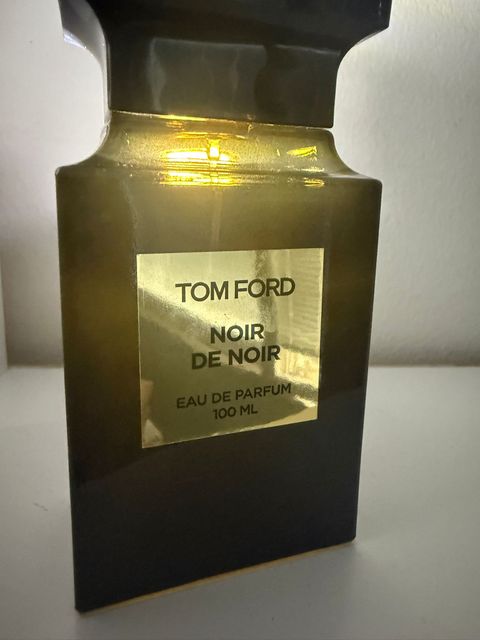 TOM FORD
NOIR
DE NOIR
EAU DE PARFUM
100 ML